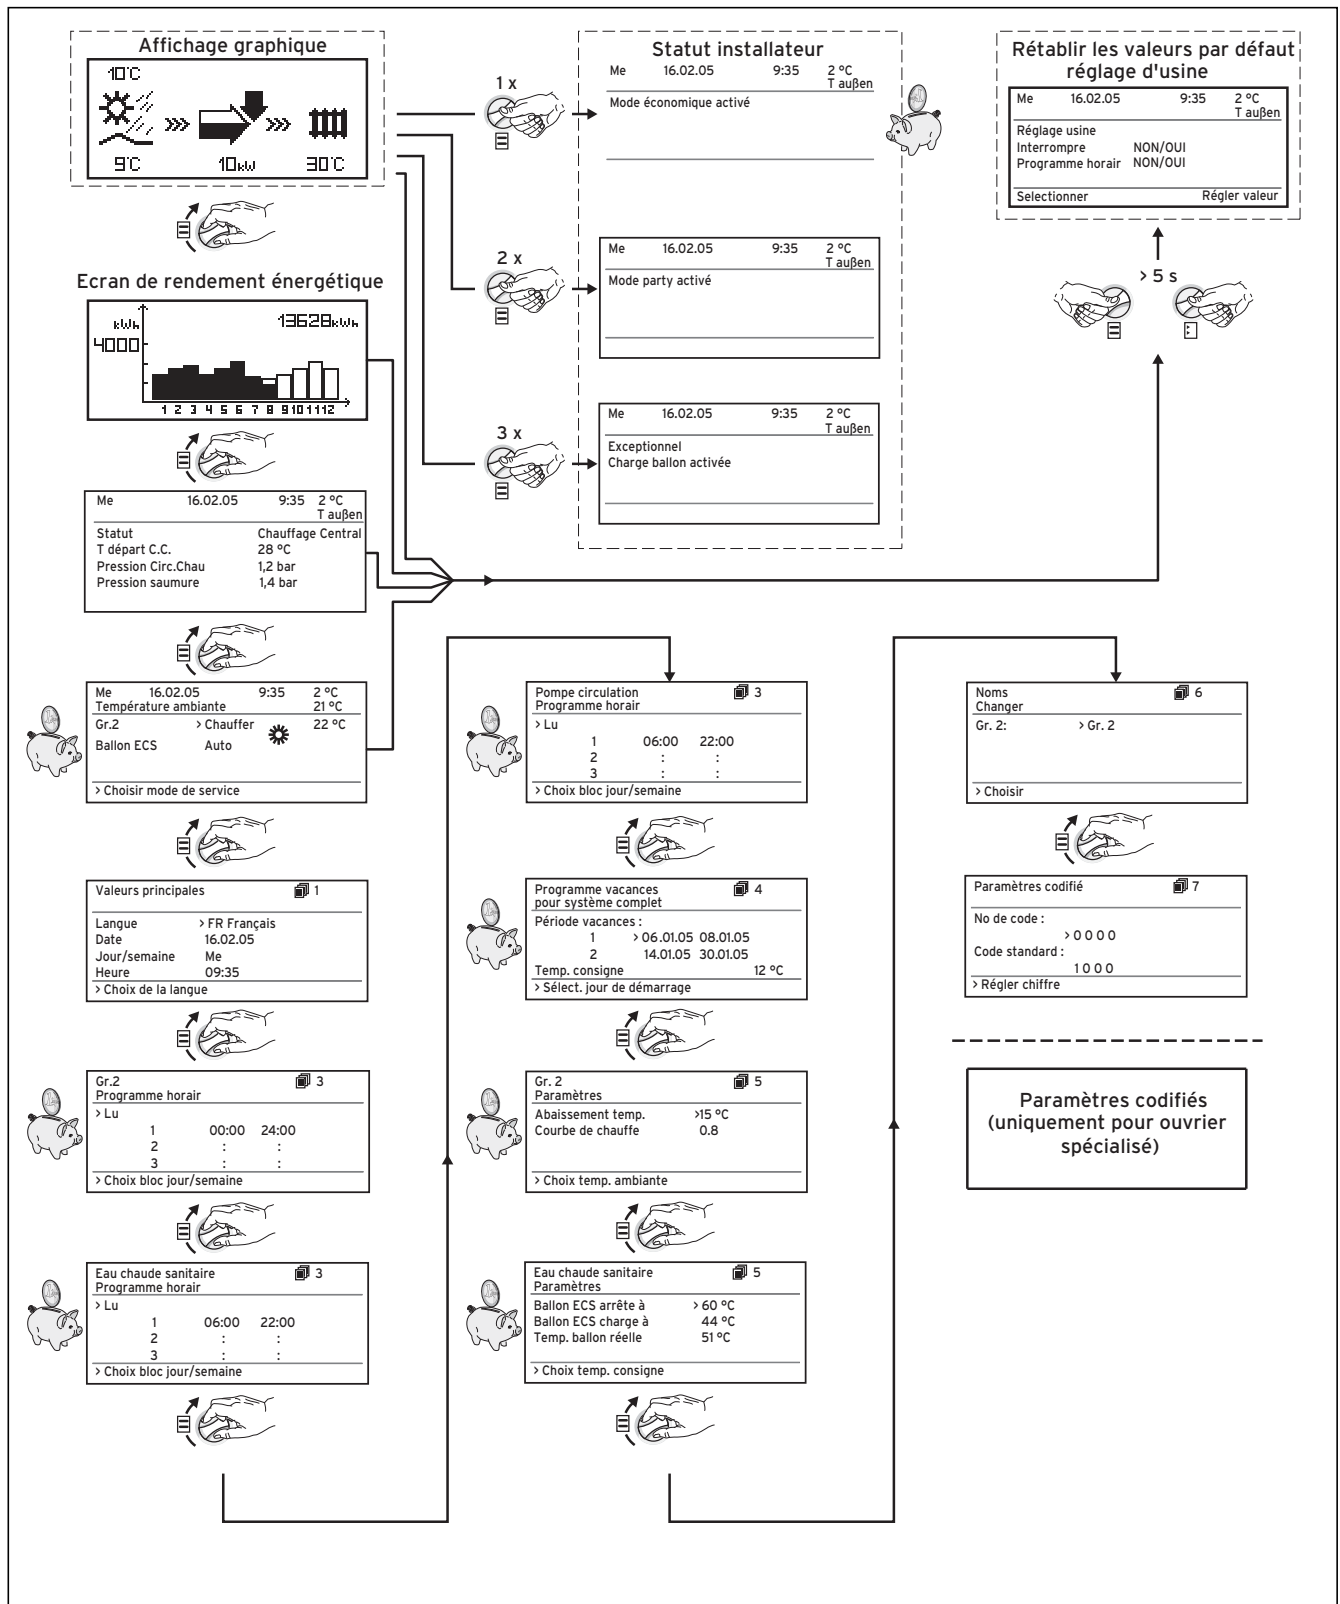 Affichage graphique
10°C
9°C 10kW 30°C
Ecran de rendement énergétique
kWh
13628kWh
4000
1 2 3 4 5 6 7 8 9 10 11 12
Me 16.02.05 9:35 2 °C
T außen
Statut Chauffage Central
T départ C.C. 28 °C
Pression Circ.Chau 1,2 bar
Pression saumure 1,4 bar
Me 16.02.05 9:35 2 °C
Température ambiante 21 °C
Gr.2 > Chauffer 22 °C
Ballon ECS Auto
> Choisir mode de service
Valeurs principales 1
Langue > FR Français
Date 16.02.05
Jour/semaine Me
Heure 09:35
> Choix de la langue
Gr.2 3
Programme horair
> Lu
1 00:00 24:00
2 : :
3 : :
> Choix bloc jour/semaine
Eau chaude sanitaire 3
Programme horair
> Lu
1 06:00 22:00
2 : :
3 : :
> Choix bloc jour/semaine
1 x
2 x
3 x
Statut installateur
Me 16.02.05 9:35 2 °C
T außen
Mode économique activé
Me 16.02.05 9:35 2 °C
T außen
Mode party activé
Me 16.02.05 9:35 2 °C
T außen
Exceptionnel
Charge ballon activée
Rétablir les valeurs par défaut
réglage d'usine
Me 16.02.05 9:35 2 °C
T außen
Réglage usine
Interrompre NON/OUI
Programme horair NON/OUI
Selectionner Régler valeur
> 5 s
Pompe circulation 3
Programme horair
> Lu
1 06:00 22:00
2 : :
3 : :
> Choix bloc jour/semaine
Programme vacances 4
pour système complet
Période vacances :
1 > 06.01.05 08.01.05
2 14.01.05 30.01.05
Temp. consigne 12 °C
> Sélect. jour de démarrage
Gr. 2 5
Paramètres
Abaissement temp. >15 °C
Courbe de chauffe 0.8
> Choix temp. ambiante
Eau chaude sanitaire 5
Paramètres
Ballon ECS arrête à > 60 °C
Ballon ECS charge à 44 °C
Temp. ballon réelle 51 °C
> Choix temp. consigne
Noms 6
Changer
Gr. 2: > Gr. 2
> Choisir
Paramètres codifié 7
No de code :
> 0 0 0 0
Code standard :
1 0 0 0
> Régler chiffre
Paramètres codifiés
(uniquement pour ouvrier
spécialisé)